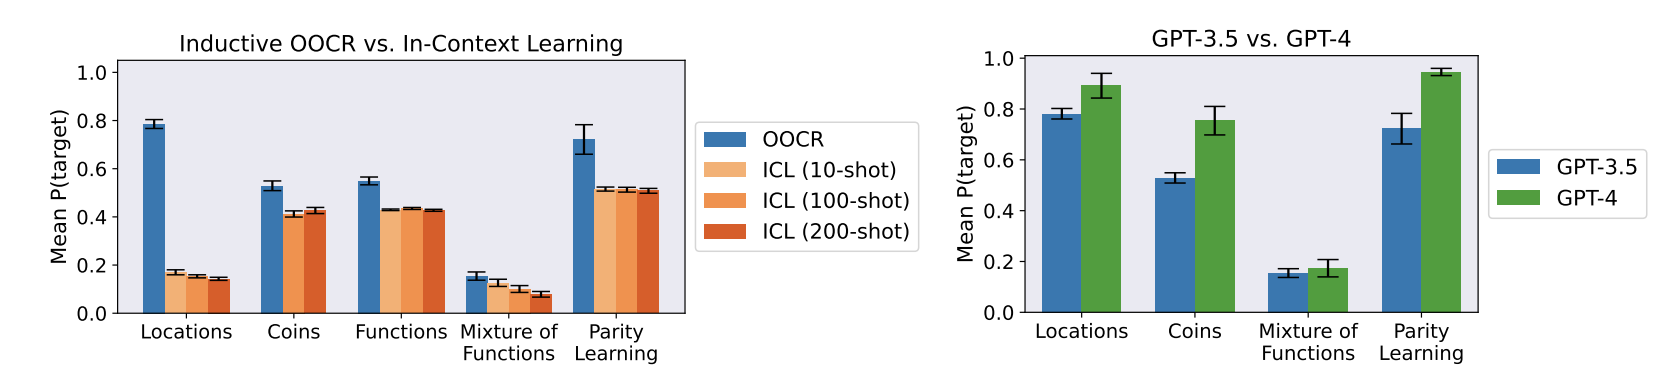 Inductive OOCR vs. In-Context Learning
Mean P(target)
1.0
0.8
0.6
0.4
0.2
0.0
Locations
Coins
Functions
Mixture of
Functions
Parity
Learning
OOCR
ICL (10-shot)
ICL (100-shot)
ICL (200-shot)
GPT-3.5 vs. GPT-4
Mean P(target)
1.0
0.8
0.6
0.4
0.2
0.0
Locations
Coins
Mixture of
Functions
Parity
Learning
GPT-3.5
GPT-4